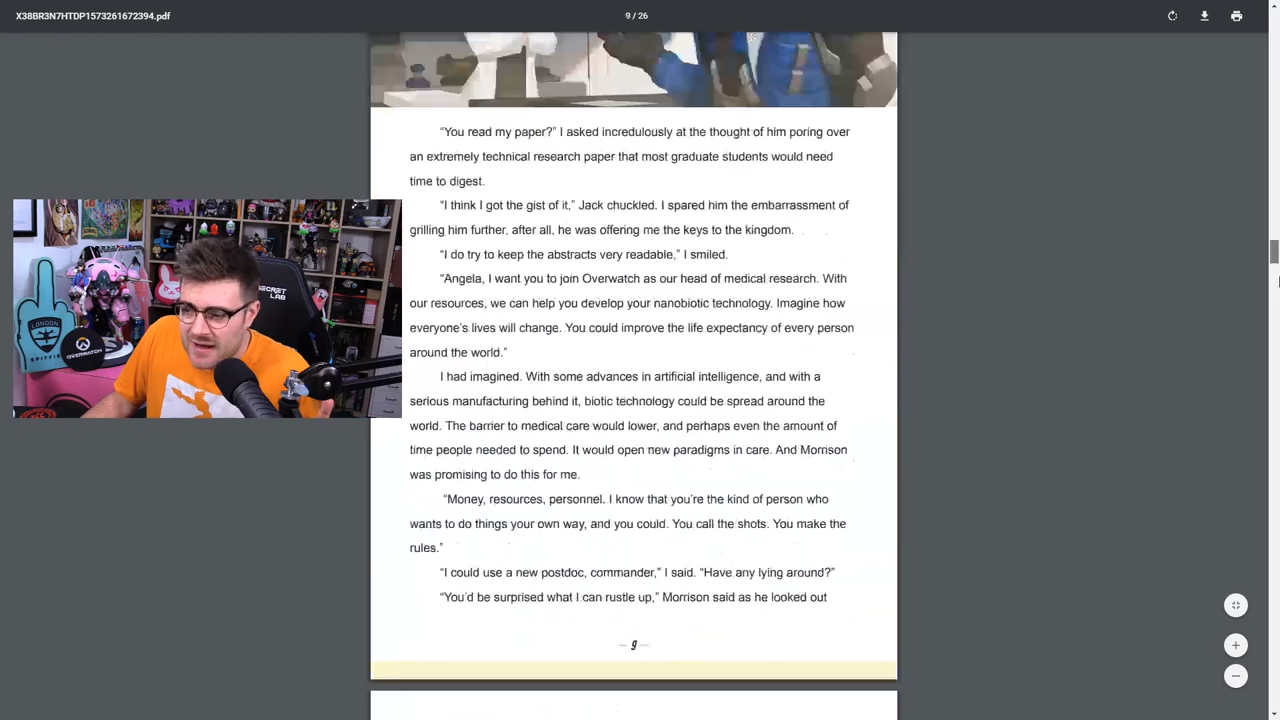 X38BR3N7HTDP1573261672394.pdf
9 / 26
“You read my paper?” I asked incredulously at the thought of him poring over
an extremely technical research paper that most graduate students would need
time to digest.
“I think I got the gist of it,” Jack chuckled. I spared him the embarrassment of
grilling him further, after all, he was offering me the keys to the kingdom.
“I do try to keep the abstracts very readable,” I smiled.
“Angela, I want you to join Overwatch as our head of medical research. With
our resources, we can help you develop your nanobiotic technology. Imagine how
everyone’s lives will change. You could improve the life expectancy of every person
around the world.”
I had imagined. With some advances in artificial intelligence, and with a
serious manufacturing behind it, biotic technology could be spread around the
world. The barrier to medical care would lower, and perhaps even the amount of
time people needed to spend. It would open new paradigms in care. And Morrison
was promising to do this for me.
“Money, resources, personnel. I know that you’re the kind of person who
wants to do things your own way, and you could. You call the shots. You make the
rules.”
“I could use a new postdoc, commander,” I said. “Have any lying around?”
“You’d be surprised what I can rustle up,” Morrison said as he looked out
— 9 —
SECRET
LAB
LONDON
SPITFIRE
OVERWATCH